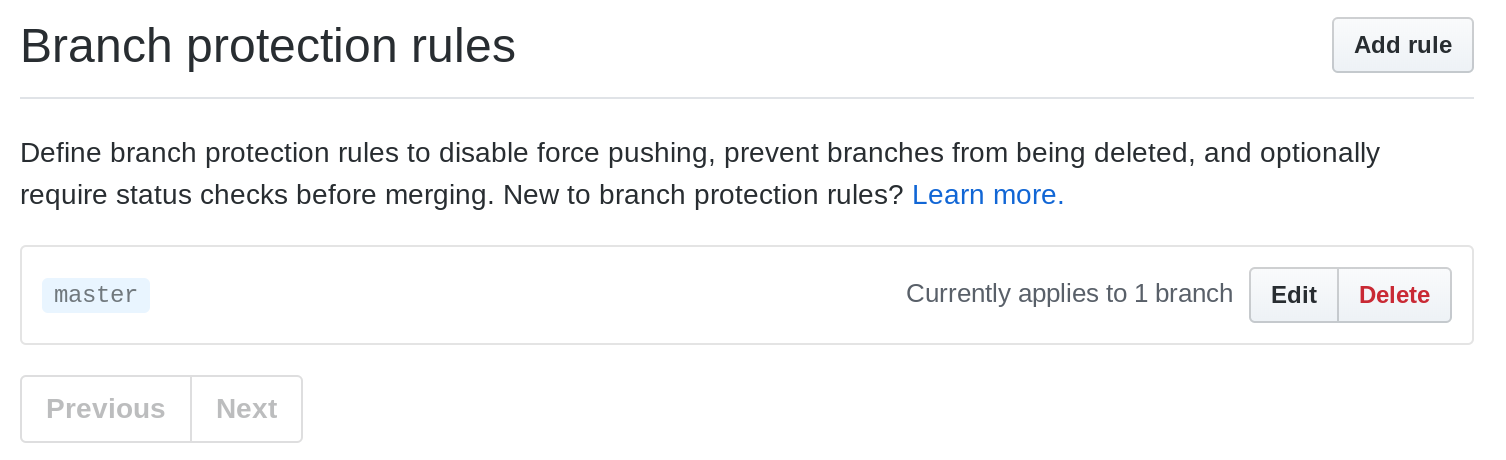 Branch protection rules
Add rule
Define branch protection rules to disable force pushing, prevent branches from being deleted, and optionally
require status checks before merging. New to branch protection rules? Learn more.
master
Currently applies to 1 branch
Edit
Delete
Previous
Next